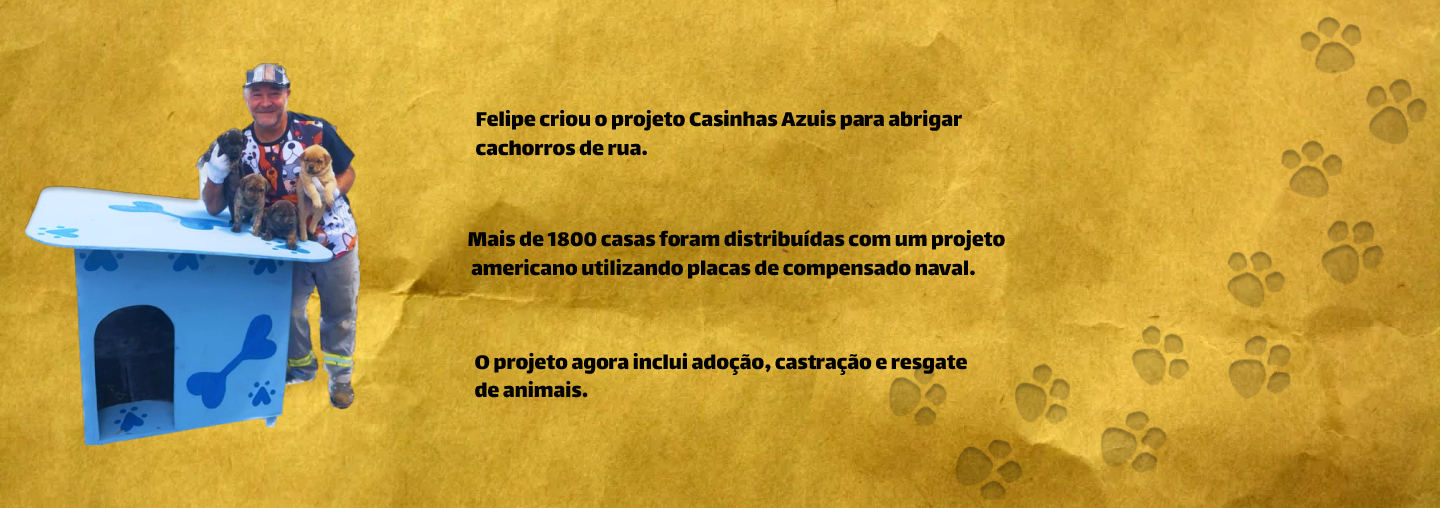 Felipe criou o projeto Casinhas Azuis para abrigar
cachorros de rua.
Mais de 1800 casas foram distribuídas com um projeto
americano utilizando placas de compensado naval.
O projeto agora inclui adoção, castração e resgate
de animais.